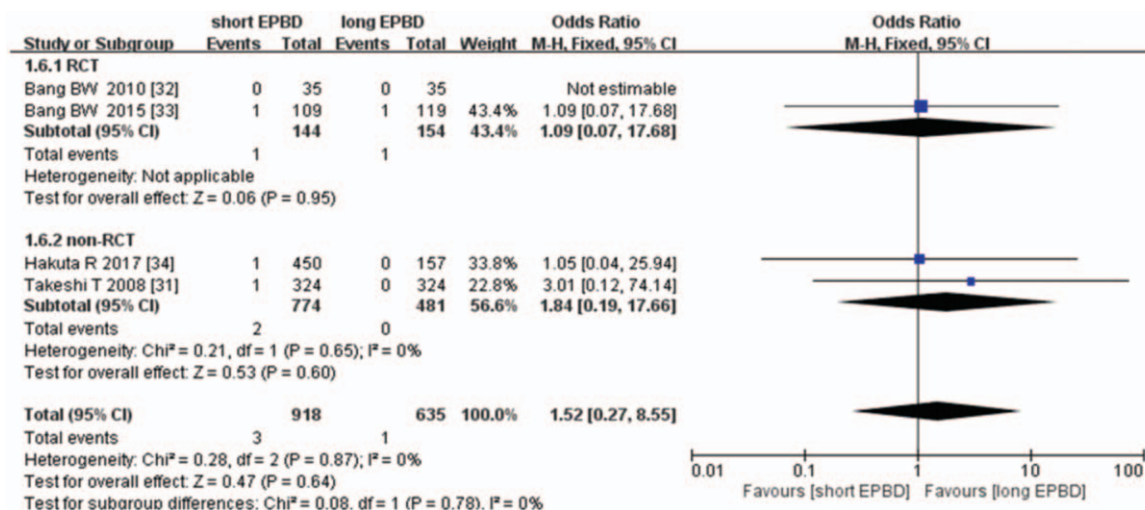 short EPBD long EPBD Odds Ratio Odds Ratio
Study or Subgroup Events Total Events Total Weight M-H, Fixed, 95% CI M-H, Fixed, 95% CI
1.6.1 RCT
Bang BW 2010 [32] 0 35 0 35 Not estimable
Bang BW 2015 [33] 1 109 1 119 43.4% 1.09 [0.07, 17.68]
Subtotal (95% CI) 144 154 43.4% 1.09 [0.07, 17.68]
Total events 1 1
Heterogeneity: Not applicable
Test for overall effect: Z = 0.06 (P = 0.95)
1.6.2 non-RCT
Hakuta R 2017 [34] 1 450 0 157 33.8% 1.05 [0.04, 25.94]
Takeshi T 2008 [31] 1 324 0 324 22.8% 3.01 [0.12, 74.14]
Subtotal (95% CI) 774 481 56.6% 1.84 [0.19, 17.66]
Total events 2 0
Heterogeneity: Chi² = 0.21, df = 1 (P = 0.65); I² = 0%
Test for overall effect: Z = 0.53 (P = 0.60)
Total (95% CI) 918 635 100.0% 1.52 [0.27, 8.55]
Total events 3 1
Heterogeneity: Chi² = 0.28, df = 2 (P = 0.87); I² = 0%
Test for overall effect: Z = 0.47 (P = 0.64)
Test for subgroup differences: Chi² = 0.08, df = 1 (P = 0.78), I² = 0%
0.01 0.1 1 10 100
Favours [short EPBD] Favours [long EPBD]